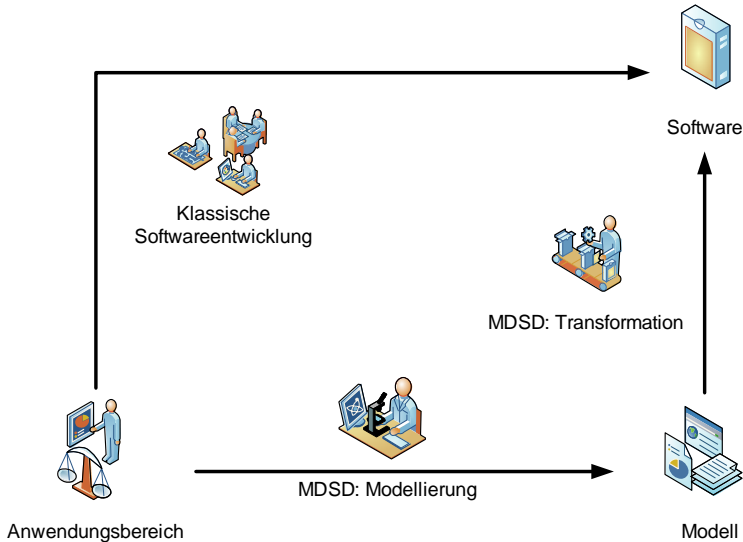 Software
Klassische
Softwareentwicklung
MDSD: Transformation
MDSD: Modellierung
Anwendungsbereich
Modell